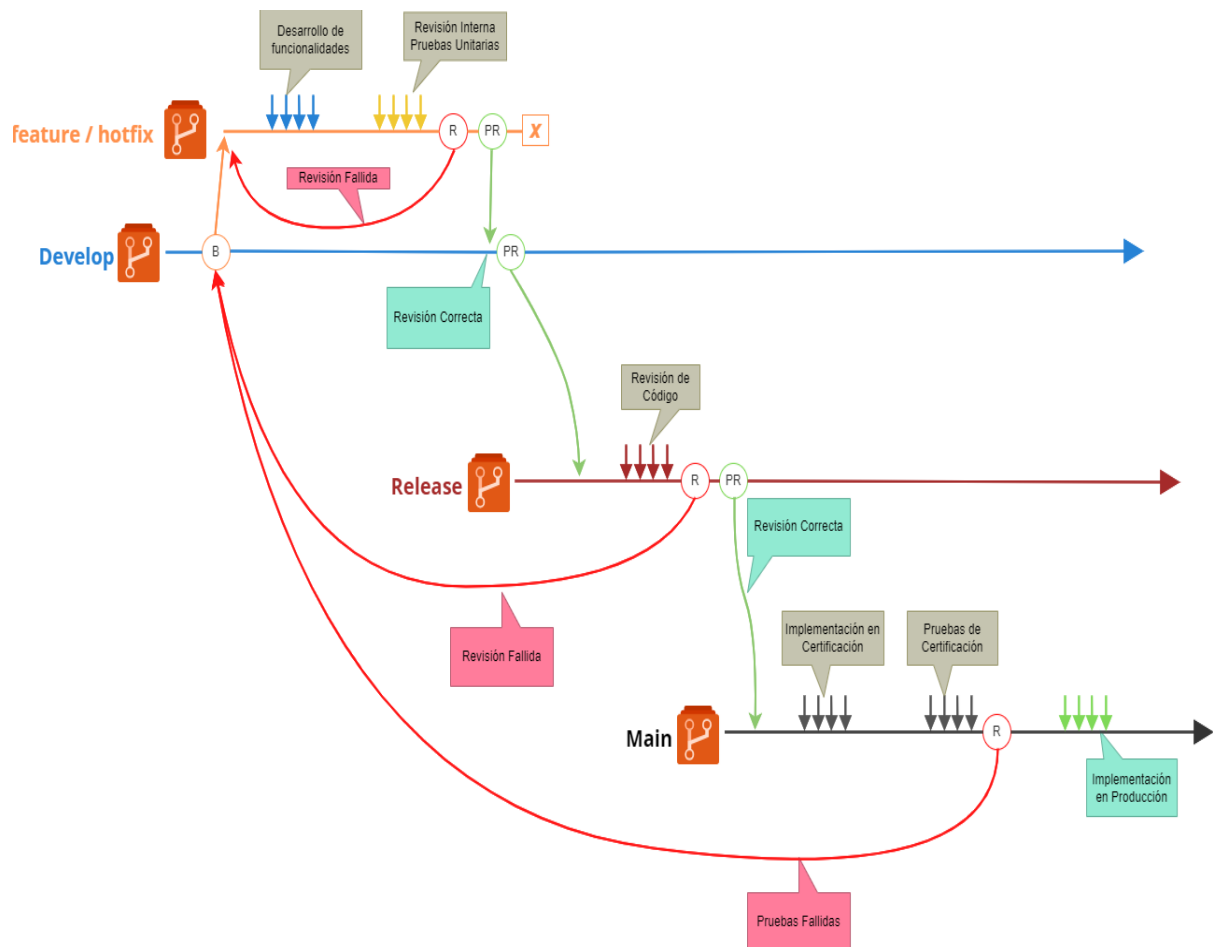 Desarrollo de
funcionalidades
Revisión Interna
Pruebas Unitarias
feature / hotfix
R
PR
X
Revisión Fallida
Develop
B
PR
Revisión Correcta
Revisión de
Código
Release
R
PR
Revisión Correcta
Revisión Fallida
Implementación en
Certificación
Pruebas de
Certificación
Main
R
Implementación
en Producción
Pruebas Fallidas